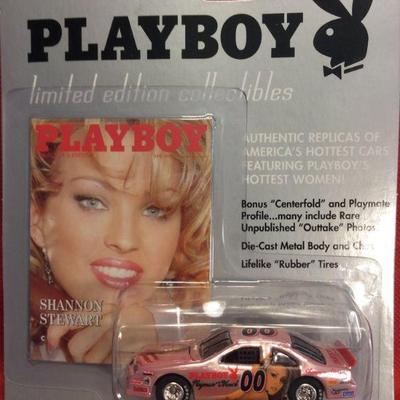 PLAYBOY
limited edition collectibles
PLAYBOY
AUTHENTIC REPLICAS OF
AMERICA'S HOTTEST CARS
FEATURING PLAYBOY'S
HOTTEST WOMEN!
Bonus "Centerfold" and Playmate
Profile...many include Rare
Unpublished "Outtake" Photos
Die-Cast Metal Body and
Lifelike "Rubber" Tires
SHANNON
STEWART
00
PLAYBOY
00